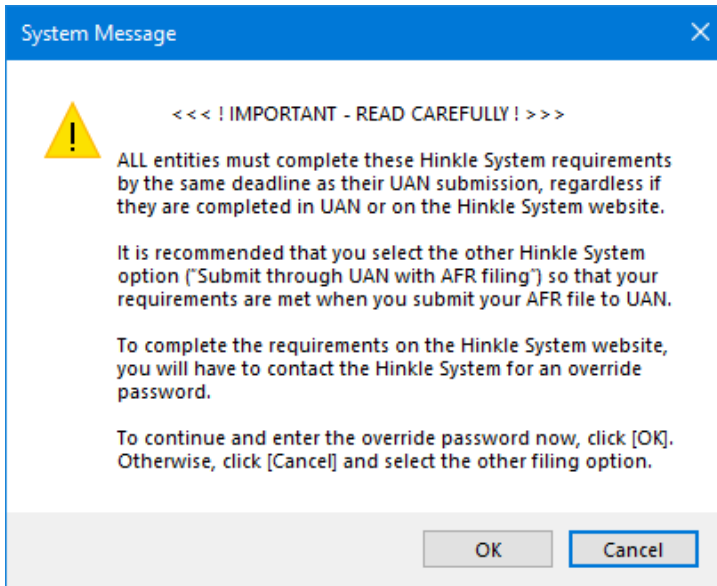 System Message
!
< < < ! IMPORTANT - READ CAREFULLY ! > > >
ALL entities must complete these Hinkle System requirements
by the same deadline as their UAN submission, regardless if
they are completed in UAN or on the Hinkle System website.
It is recommended that you select the other Hinkle System
option ("Submit through UAN with AFR filing") so that your
requirements are met when you submit your AFR file to UAN.
To complete the requirements on the Hinkle System website,
you will have to contact the Hinkle System for an override
password.
To continue and enter the override password now, click [OK].
Otherwise, click [Cancel] and select the other filing option.
OK
Cancel